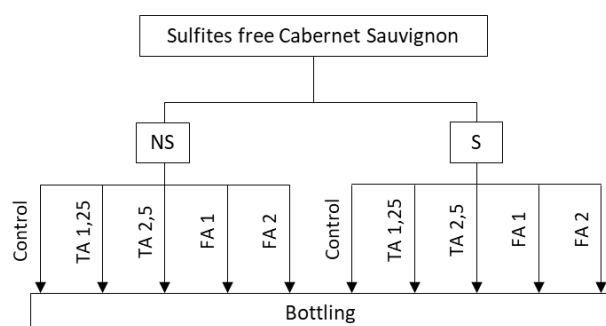 Sulfites free Cabernet Sauvignon
NS
S
Control
TA 1,25
TA 2,5
FA 1
FA 2
Control
TA 1,25
TA 2,5
FA 1
FA 2
Bottling